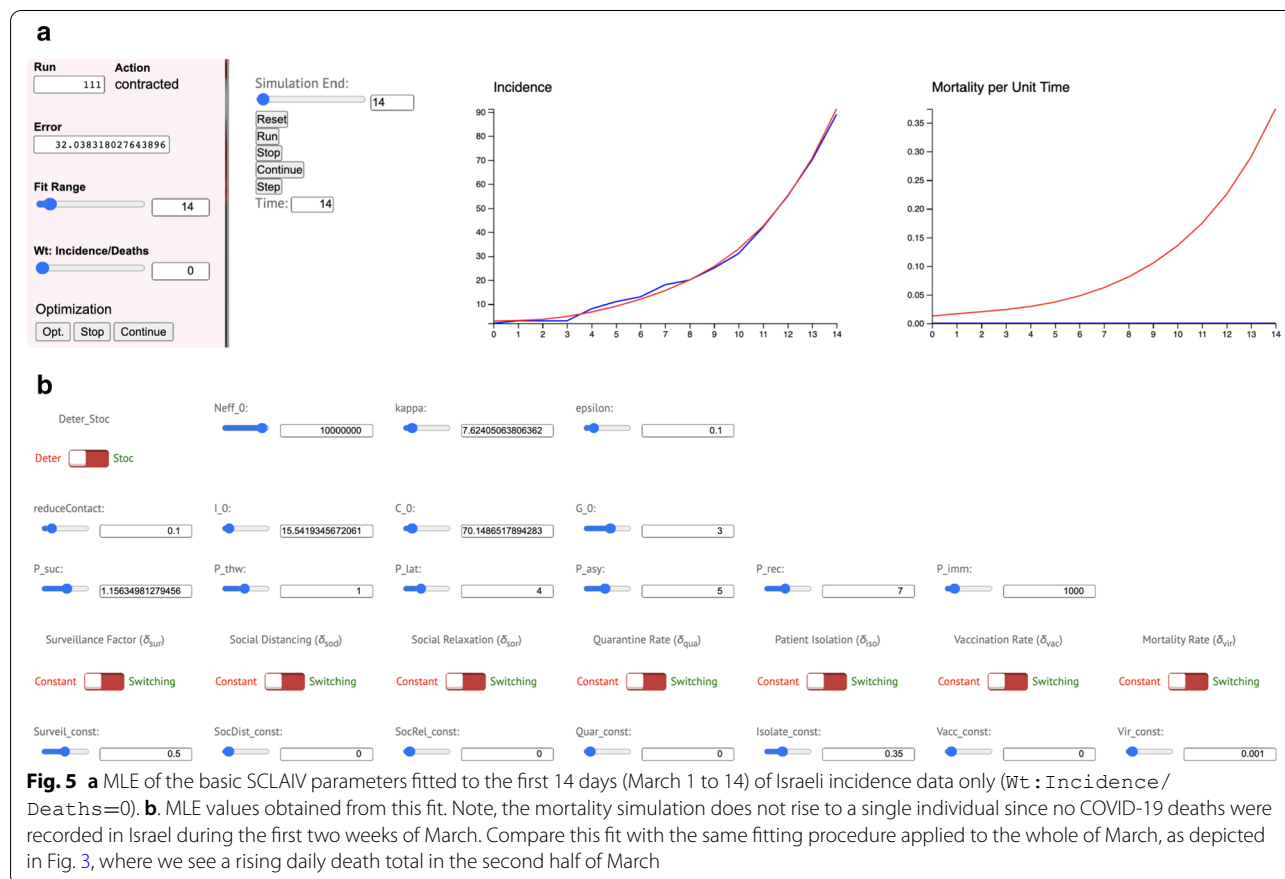 a
Run Action
111 contracted
Error
32.038318027643896
Fit Range
14
Wt: Incidence/Deaths
0
Optimization
Opt. Stop Continue
Simulation End:
14
Reset
Run
Stop
Continue
Step
Time: 14
Incidence
90
80
70
60
50
40
30
20
10
0 1 2 3 4 5 6 7 8 9 10 11 12 13 14
Mortality per Unit Time
0.35
0.30
0.25
0.20
0.15
0.10
0.05
0.00
0 1 2 3 4 5 6 7 8 9 10 11 12 13 14
b
Deter_Stoc
Deter Stoc
Neff_0: kappa: epsilon:
10000000 7.62405063806362 0.1
reduceContact: I_0: C_0: G_0:
0.1 15.5419345672061 70.1486517894283 3
P_suc: P_thw: P_lat: P_asy: P_rec: P_imm:
1.15634981279456 1 4 5 7 1000
Surveillance Factor (δsur) Social Distancing (δsod) Social Relaxation (δsor) Quarantine Rate (δqua) Patient Isolation (δiso) Vaccination Rate (δvac) Mortality Rate (δvir)
Constant Switching Constant Switching Constant Switching Constant Switching Constant Switching Constant Switching Constant Switching
Surveil_const: SocDist_const: SocRel_const: Quar_const: Isolate_const: Vacc_const: Vir_const:
0.5 0 0 0 0.35 0 0.001
Fig. 5 a MLE of the basic SCLAIV parameters fitted to the first 14 days (March 1 to 14) of Israeli incidence data only (Wt:Incidence/
Deaths=0). b. MLE values obtained from this fit. Note, the mortality simulation does not rise to a single individual since no COVID-19 deaths were
recorded in Israel during the first two weeks of March. Compare this fit with the same fitting procedure applied to the whole of March, as depicted
in Fig. 3, where we see a rising daily death total in the second half of March